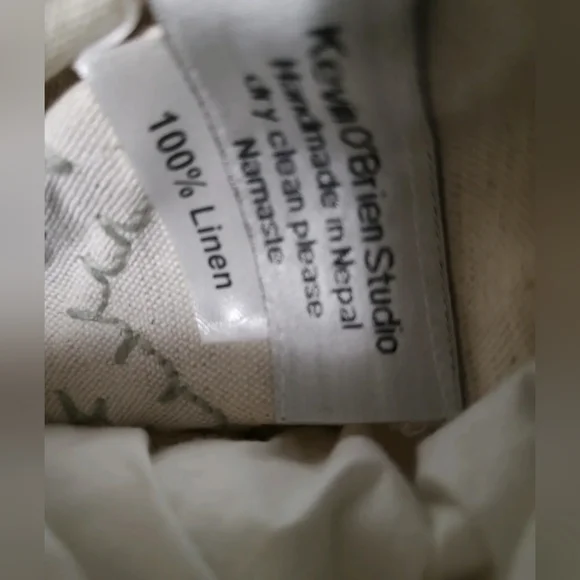 Kevin O'Brien Studio
Handmade in Nepal
dry clean please
Namaste
100% Linen